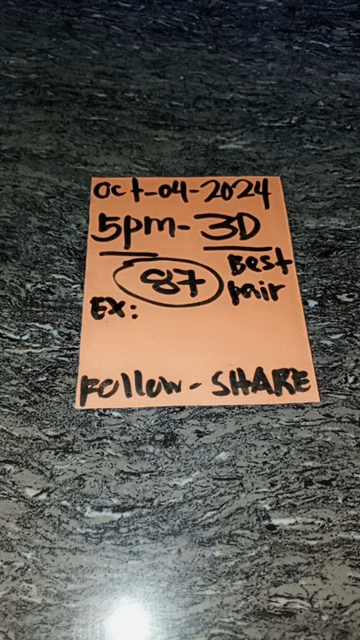 Oct-04-2024
5pm-3D
87 Best
pair
EX:
Follow-SHARE